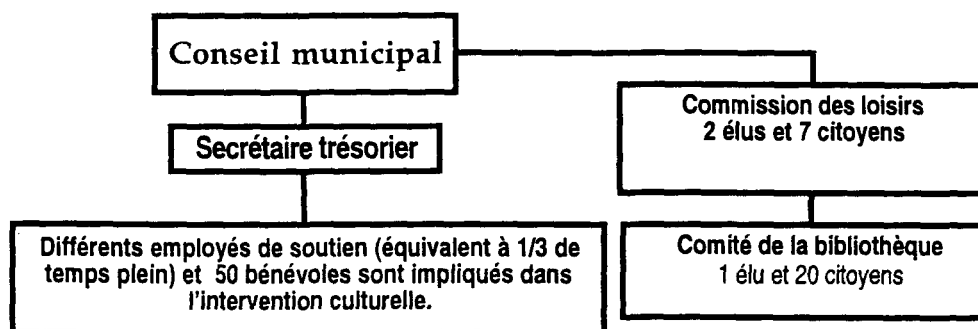 Conseil municipal
Commission des loisirs
2 élus et 7 citoyens
Secrétaire trésorier
Différents employés de soutien (équivalent à 1/3 de
temps plein) et 50 bénévoles sont impliqués dans
l'intervention culturelle.
Comité de la bibliothèque
1 élu et 20 citoyens